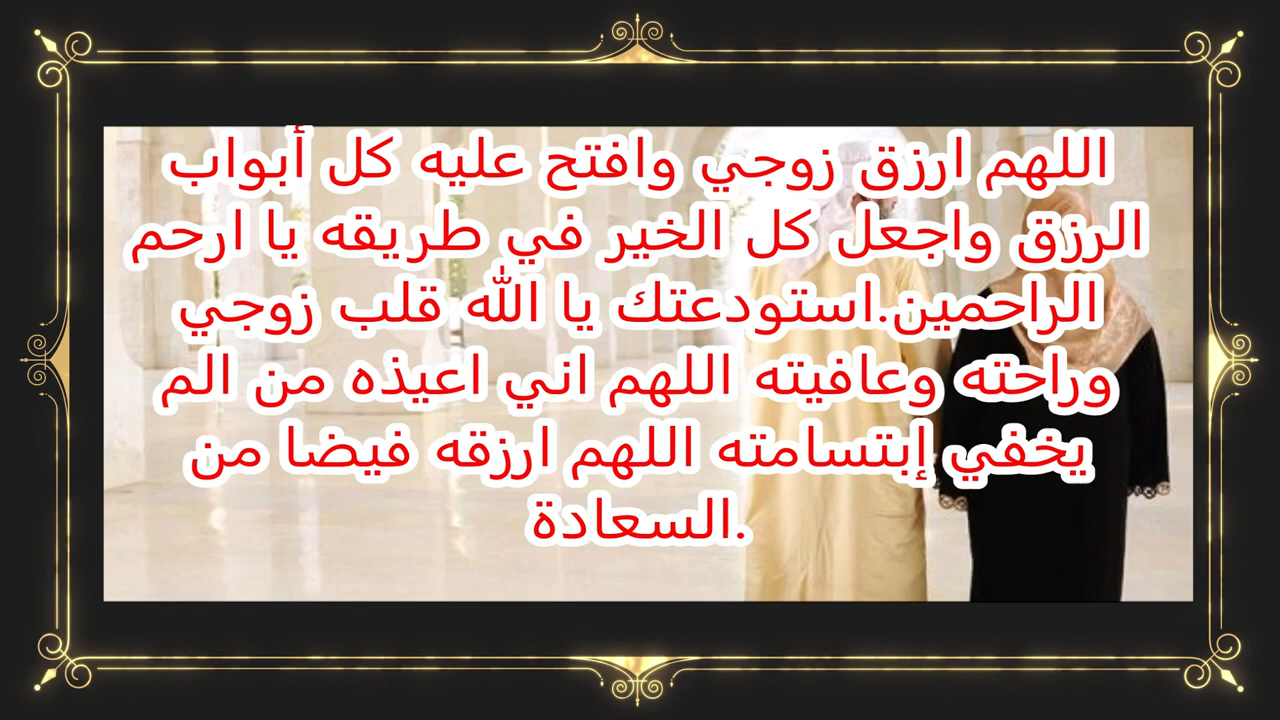 اللهم ارزق زوجي وافتح عليه كل أبواب
الرزق واجعل كل الخير في طريقه يا ارحم
الراحمين.استودعتك يا الله قلب زوجي
وراحته وعافيته اللهم اني اعيذه من الم
يخفي إبتسامته اللهم ارزقه فيضا من
.السعادة